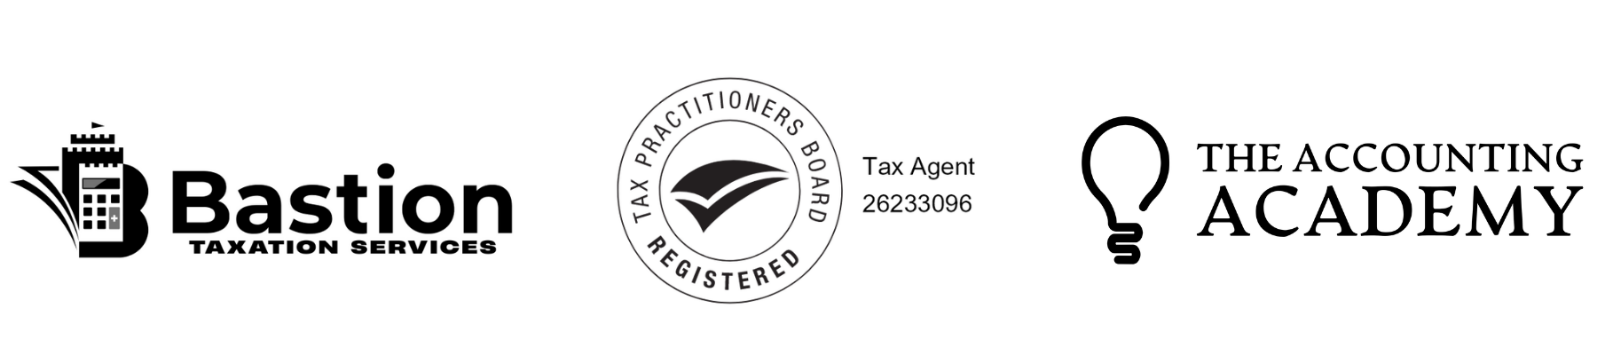 Bastion
TAXATION SERVICES
TAX PRACTITIONERS BOARD
REGISTERED
Tax Agent
26233096
THE ACCOUNTING
ACADEMY